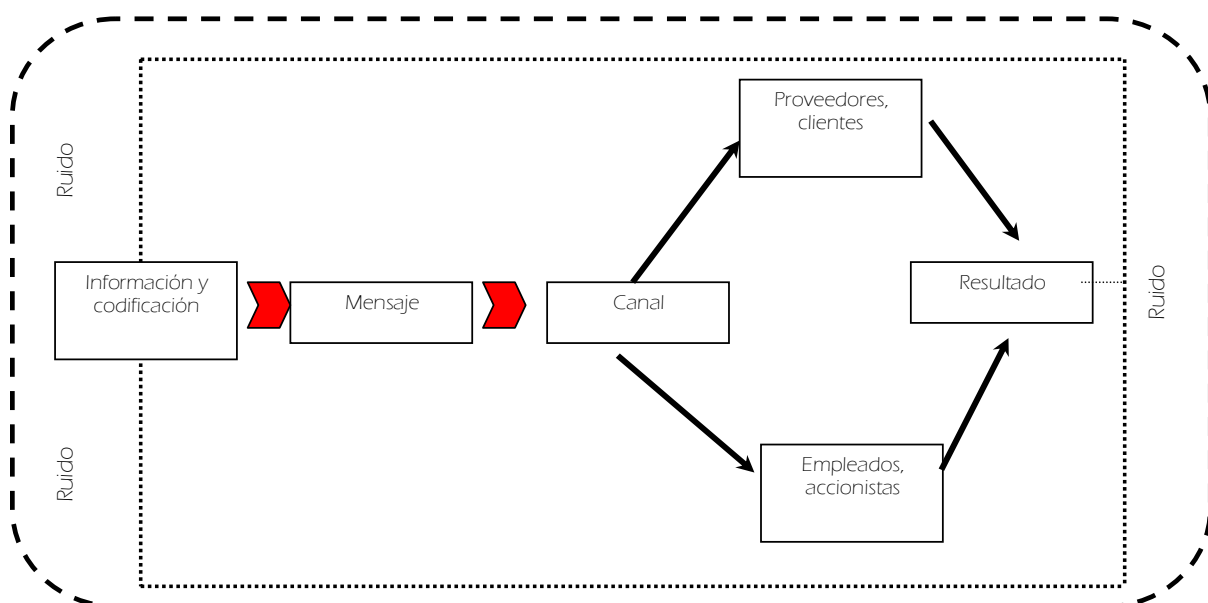 Proveedores,
clientes
Ruido
Información y
codificación
Mensaje
Canal
Resultado
Ruido
Ruido
Empleados,
accionistas